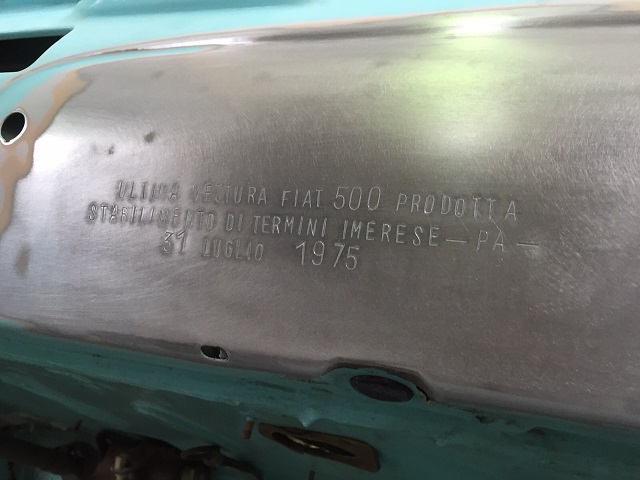 ULTIMA VETTURA FIAT 500 PRODOTTA
STABILIMENTO DI TERMINI IMERESE - PA -
31 LUGLIO 1975